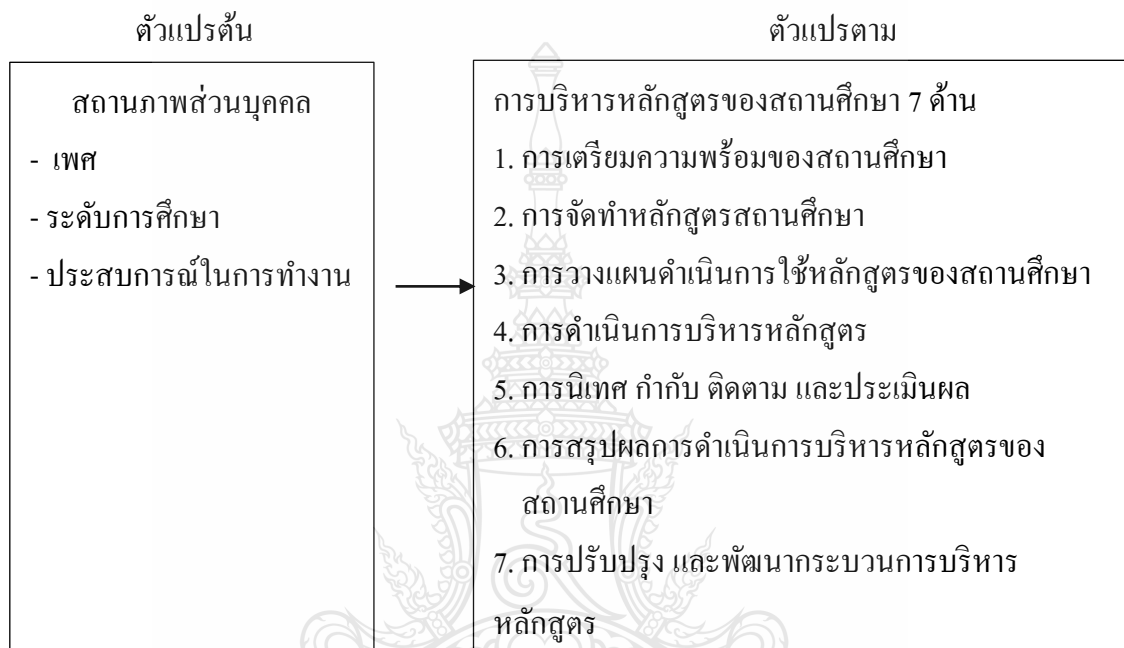 ตัวแปรต้น
สถานภาพส่วนบุคคล
- เพศ
- ระดับการศึกษา
- ประสบการณ์ในการทำงาน
ตัวแปรตาม
การบริหารหลักสูตรของสถานศึกษา 7 ด้าน
1. การเตรียมความพร้อมของสถานศึกษา
2. การจัดทำหลักสูตรสถานศึกษา
3. การวางแผนดำเนินการใช้หลักสูตรของสถานศึกษา
4. การดำเนินการบริหารหลักสูตร
5. การนิเทศ กำกับ ติดตาม และประเมินผล
6. การสรุปผลการดำเนินการบริหารหลักสูตรของ
สถานศึกษา
7. การปรับปรุง และพัฒนากระบวนการบริหาร
หลักสูตร